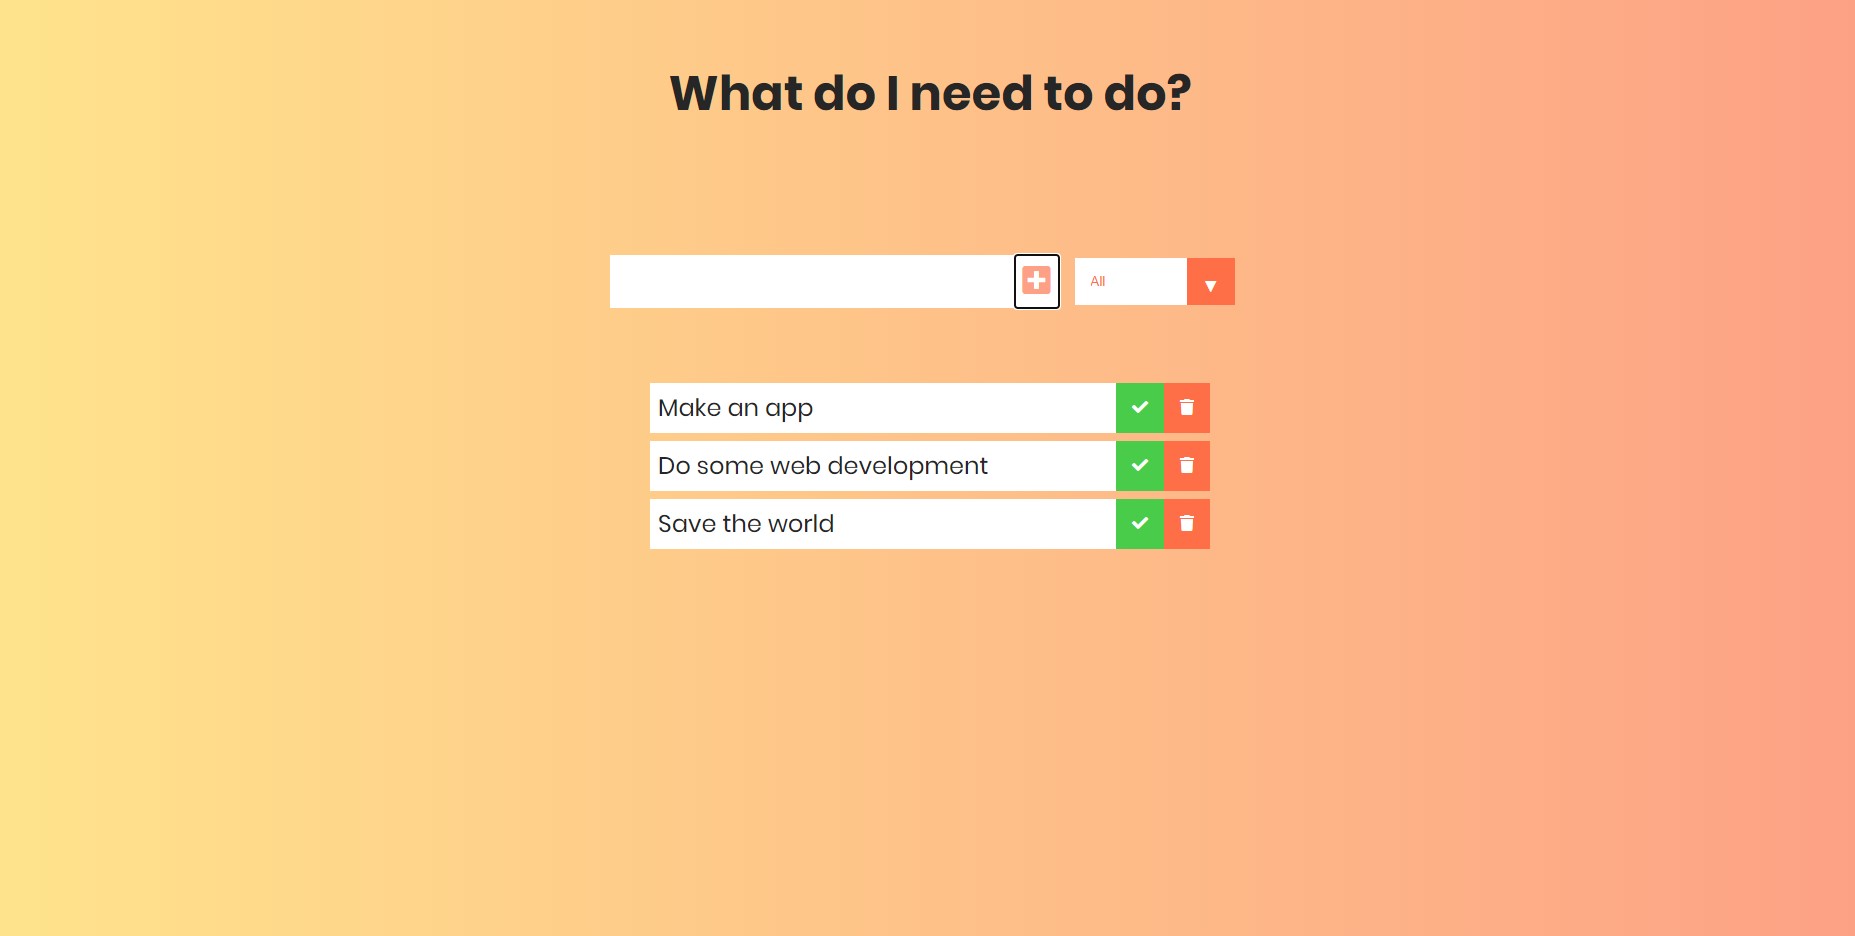 What do I need to do?
All
Make an app
Do some web development
Save the world